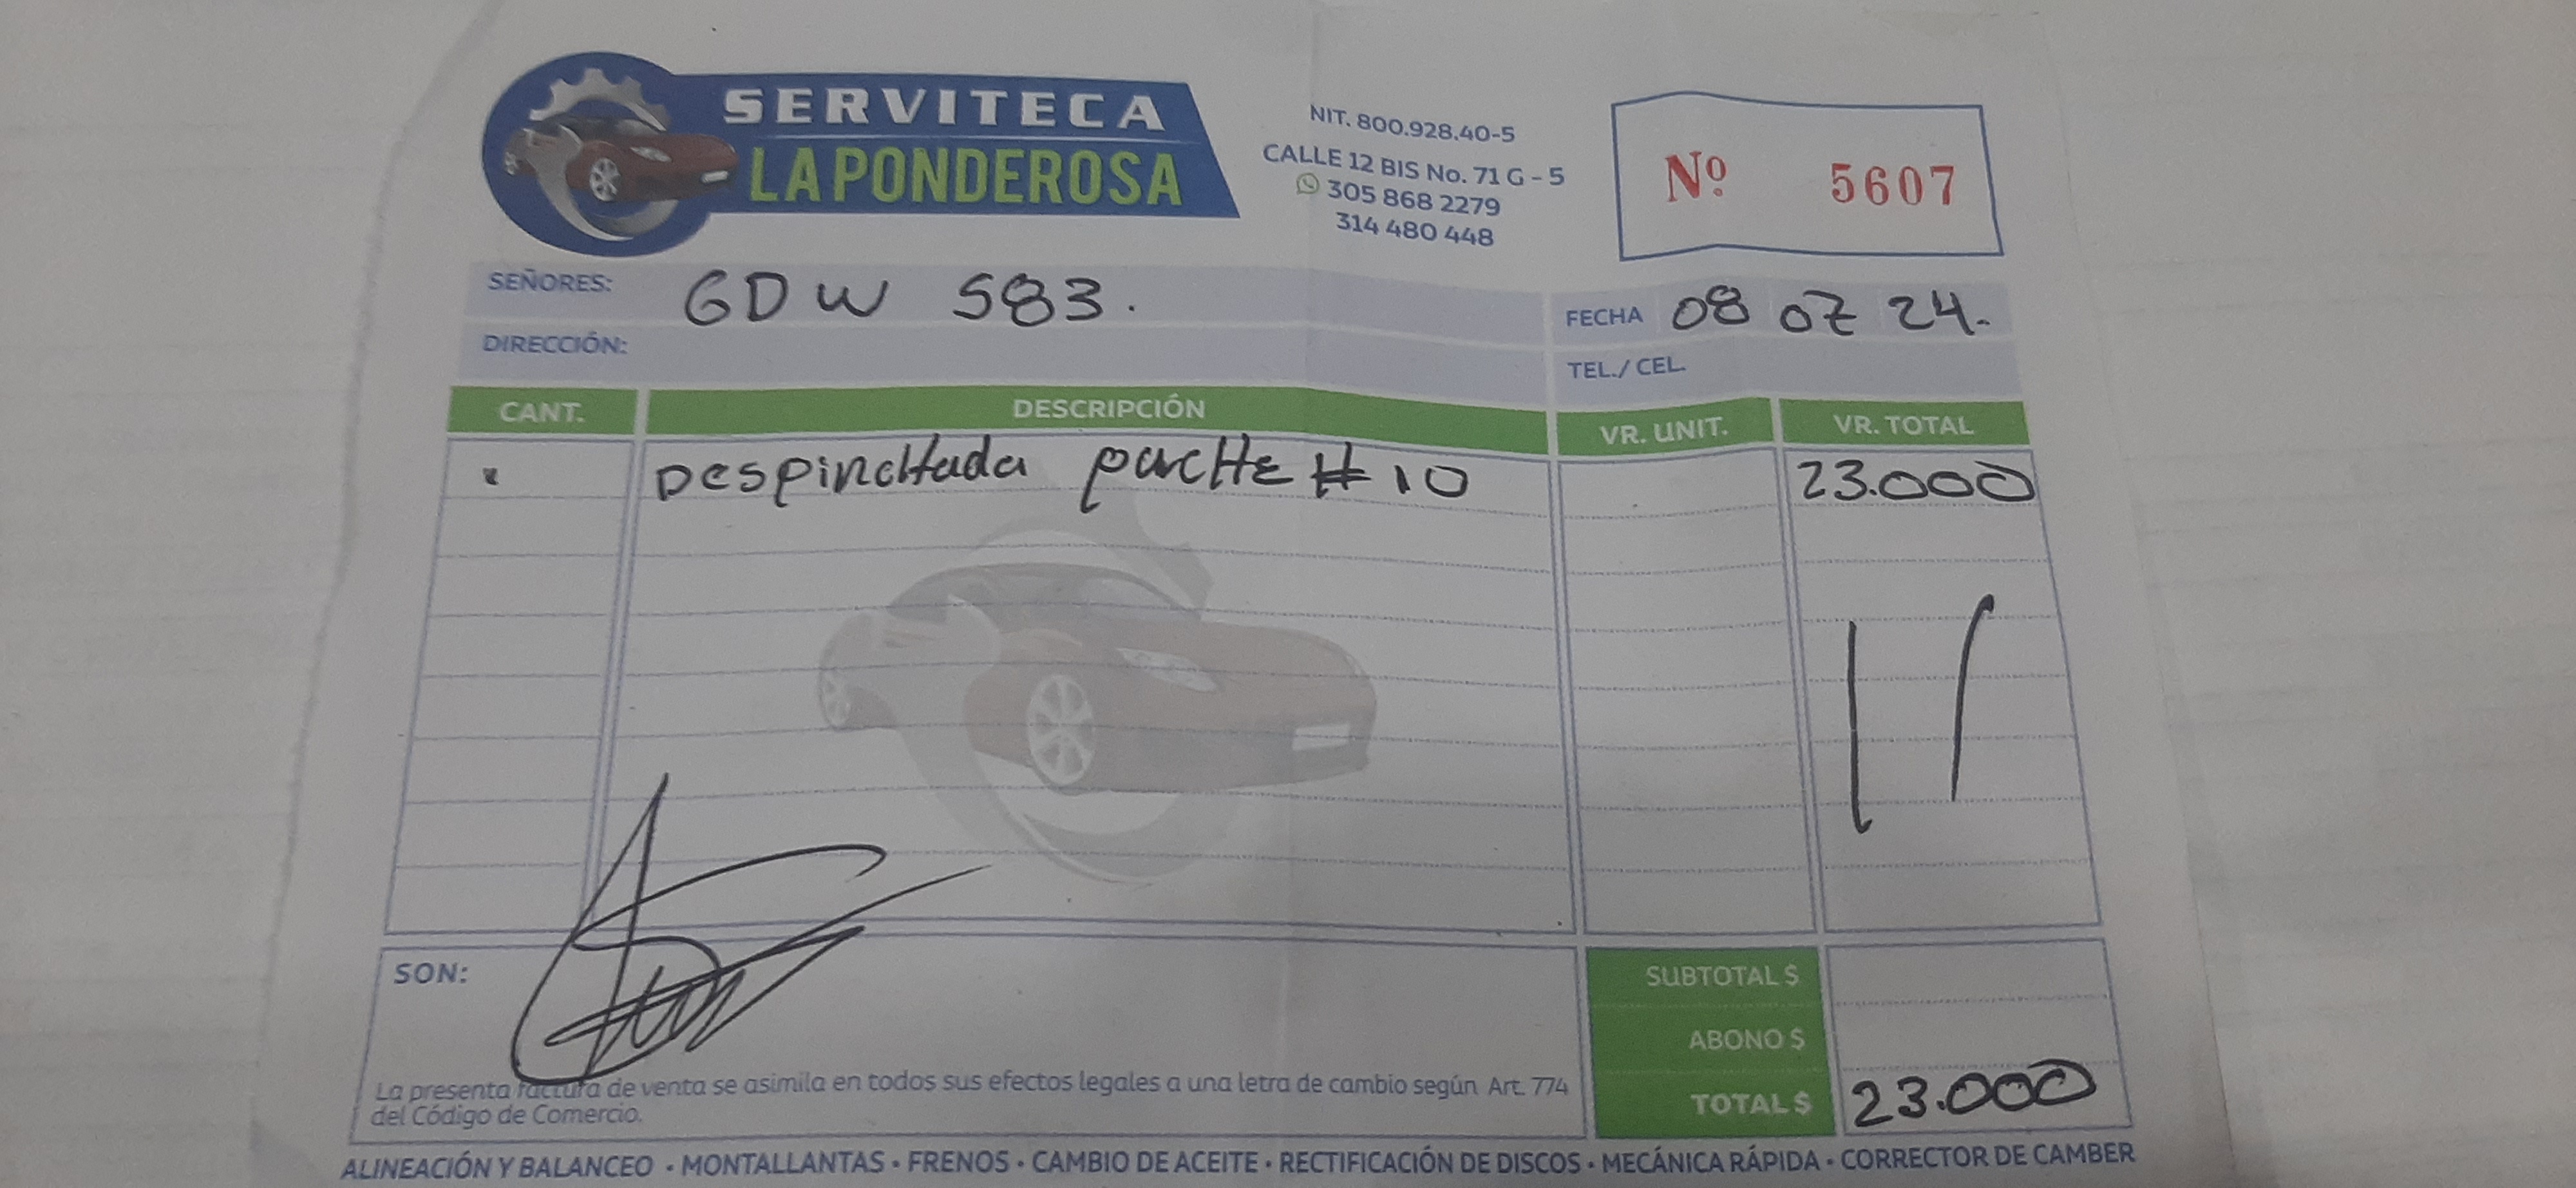 SERVITECA
LA PONDEROSA
NIT. 800.928.40-5
CALLE 12 BIS No. 71 G - 5
305 868 2279
314 480 448
Nº 5607
SEÑORES: GDW 583.
FECHA 08 07 24.
DIRECCIÓN:
TEL./ CEL.
CANT. DESCRIPCIÓN VR. UNIT. VR. TOTAL
DespincHada parcHe # 10 23.000
SON:
SUBTOTAL $
ABONO $
TOTAL $ 23.000
La presenta factura de venta se asimila en todos sus efectos legales a una letra de cambio según Art. 774
del Código de Comercio.
ALINEACIÓN Y BALANCEO • MONTALLANTAS • FRENOS • CAMBIO DE ACEITE • RECTIFICACIÓN DE DISCOS • MECÁNICA RÁPIDA • CORRECTOR DE CAMBER